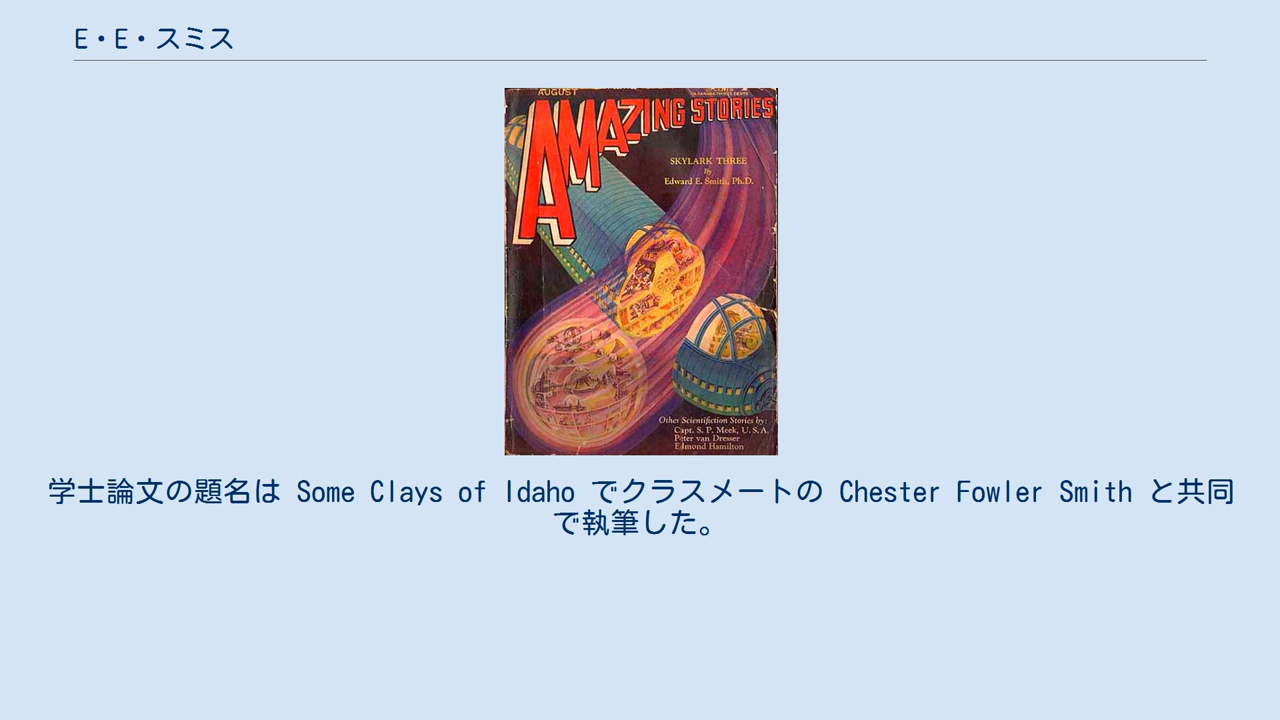 E・E・スミス
AUGUST
AMAZING STORIES
SKYLARK THREE
By
Edward E. Smith, Ph.D.
Other Scientifiction Stories by:
Capt. S. P. Meek, U.S.A.
Peter van Dresser
Edmond Hamilton
学士論文の題名は Some Clays of Idaho でクラスメートの Chester Fowler Smith と共同
で執筆した。